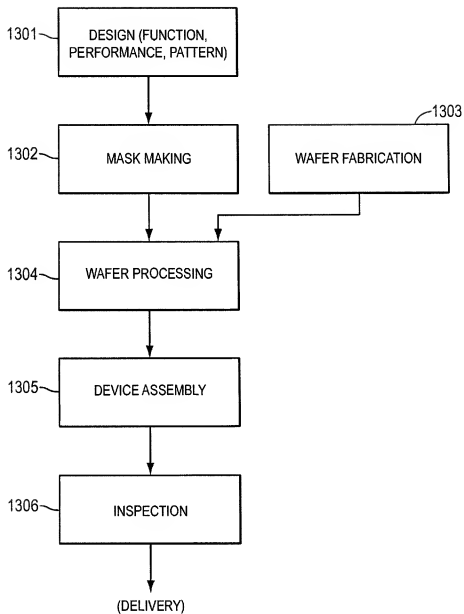 1301
DESIGN (FUNCTION,
PERFORMANCE, PATTERN)
1302
MASK MAKING
1303
WAFER FABRICATION
1304
WAFER PROCESSING
1305
DEVICE ASSEMBLY
1306
INSPECTION
(DELIVERY)